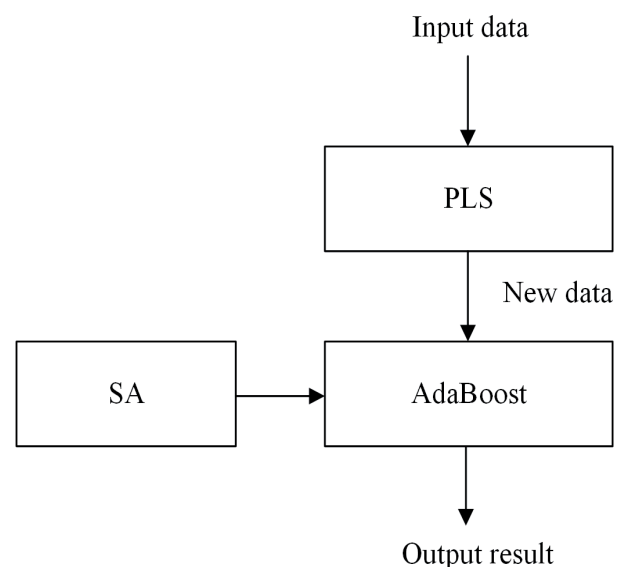 Input data
PLS
New data
SA
AdaBoost
Output result